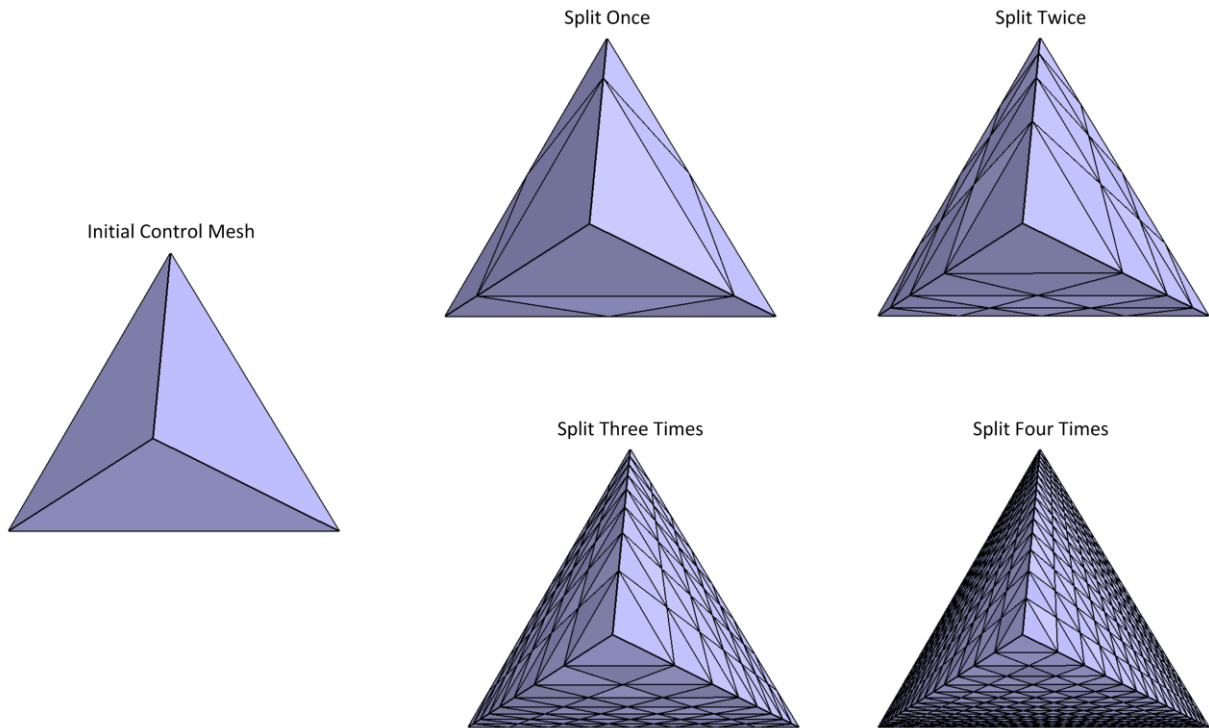 Split Once
Split Twice
Initial Control Mesh
Split Three Times
Split Four Times